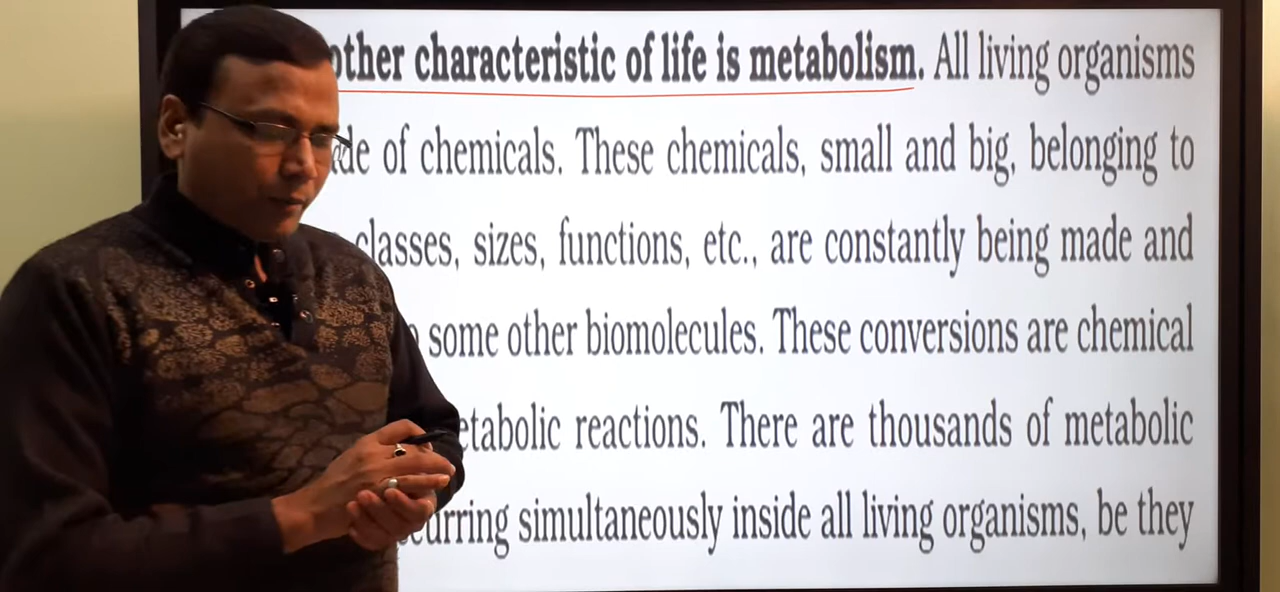 other characteristic of life is metabolism. All living organisms
de of chemicals. These chemicals, small and big, belonging to
classes, sizes, functions, etc., are constantly being made and
some other biomolecules. These conversions are chemical
etabolic reactions. There are thousands of metabolic
urring simultaneously inside all living organisms, be they